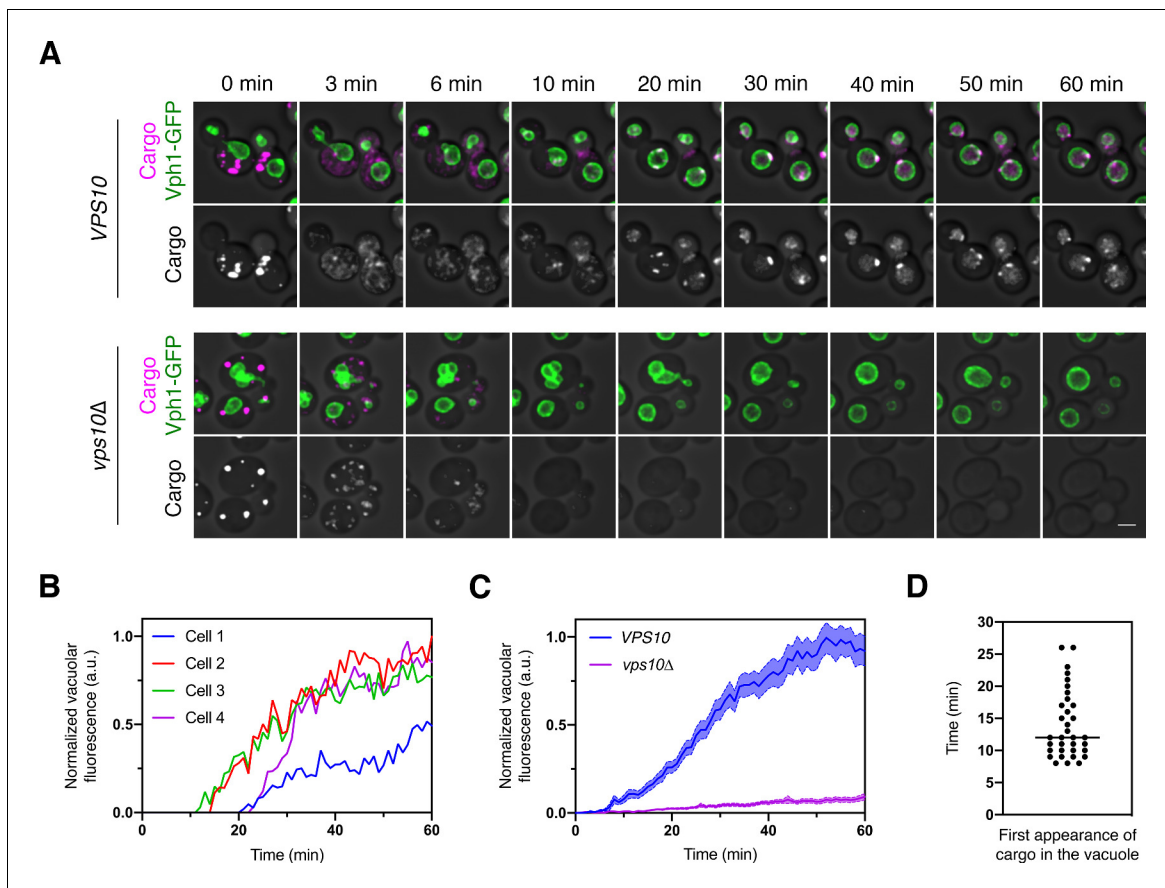 A
0 min 3 min 6 min 10 min 20 min 30 min 40 min 50 min 60 min
VPS10
Cargo
Vph1-GFP
Cargo
vps10Δ
Cargo
Vph1-GFP
Cargo
B
Normalized vacuolar
fluorescence (a.u.)
1.0
0.5
0.0
Cell 1
Cell 2
Cell 3
Cell 4
0 20 40 60
Time (min)
C
Normalized vacuolar
fluorescence (a.u.)
1.0
0.5
0.0
VPS10
vps10Δ
0 20 40 60
Time (min)
D
Time (min)
30
25
20
15
10
5
0
First appearance of
cargo in the vacuole